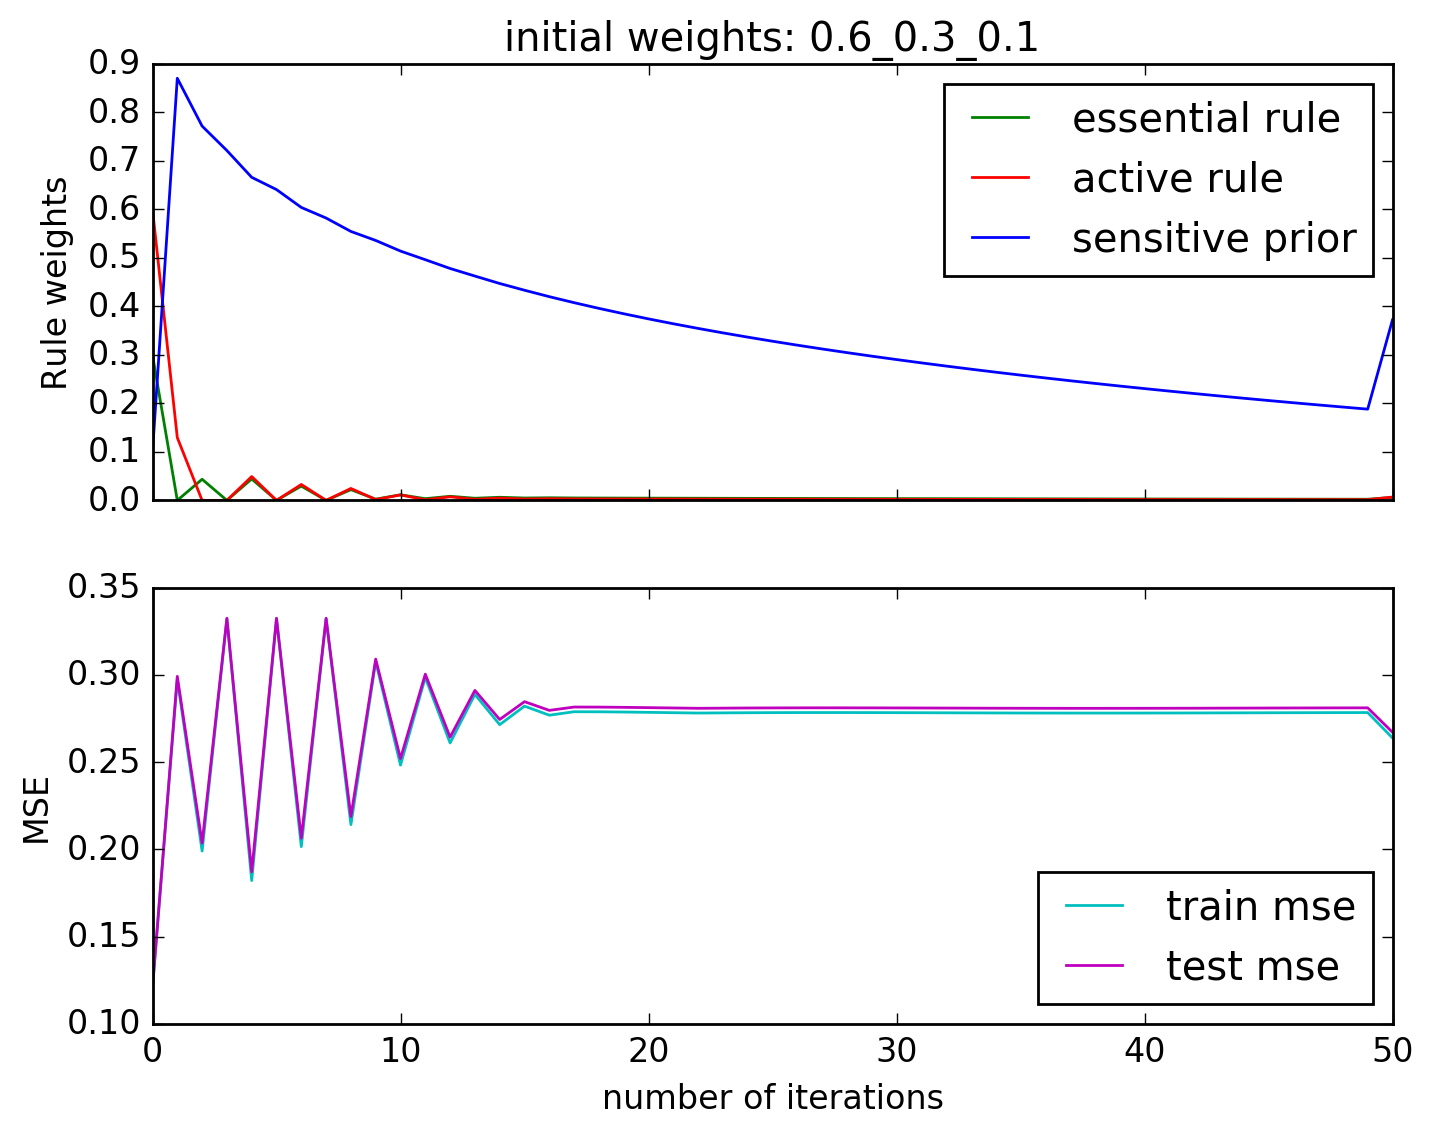 initial weights: 0.6_0.3_0.1
0.9
0.8
0.7
0.6
0.5
0.4
0.3
0.2
0.1
0.0
Rule weights
essential rule
active rule
sensitive prior
0.35
0.30
0.25
0.20
0.15
0.10
MSE
train mse
test mse
0 10 20 30 40 50
number of iterations